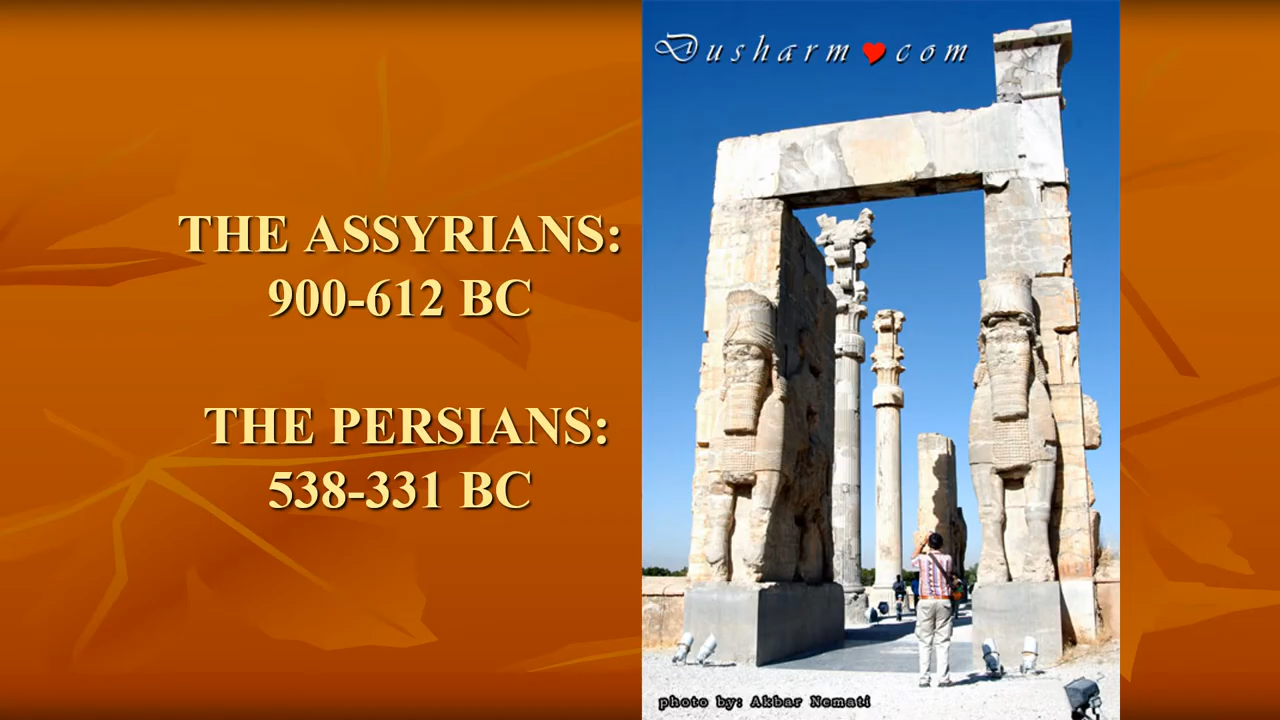 THE ASSYRIANS:
900-612 BC
THE PERSIANS:
538-331 BC
Dusharm❤com
photo by: Akbar Nemati